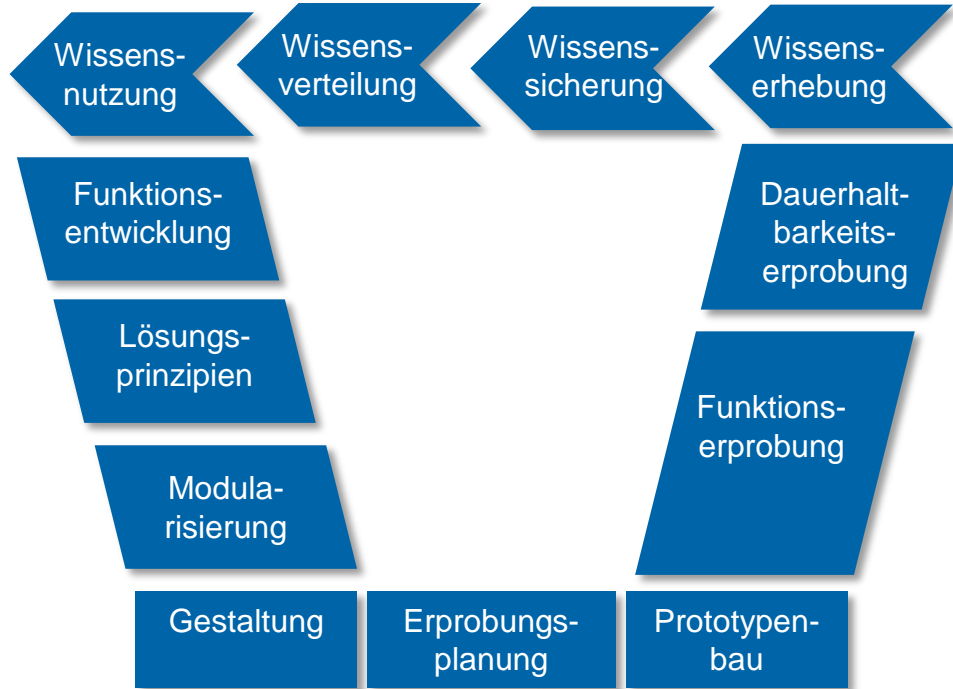 Wissens-
nutzung
Wissens-
verteilung
Wissens-
sicherung
Wissens-
erhebung
Funktions-
entwicklung
Dauerhalt-
barkeits-
erprobung
Lösungs-
prinzipien
Funktions-
erprobung
Modula-
risierung
Gestaltung
Erprobungs-
planung
Prototypen-
bau